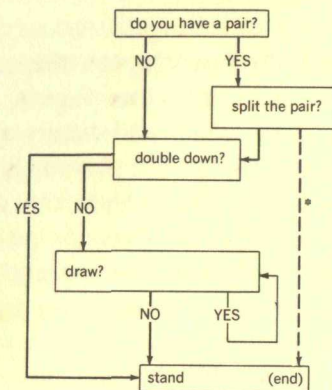 do you have a pair?
NO YES
split the pair?
double down?
YES NO *
draw?
NO YES
stand (end)